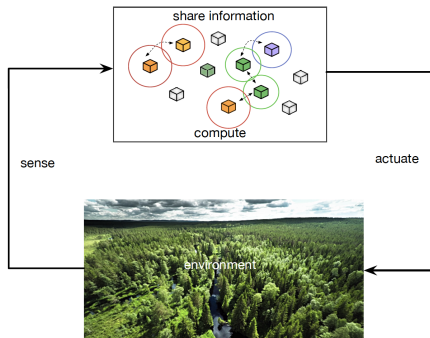 share information
compute
sense
actuate
environment